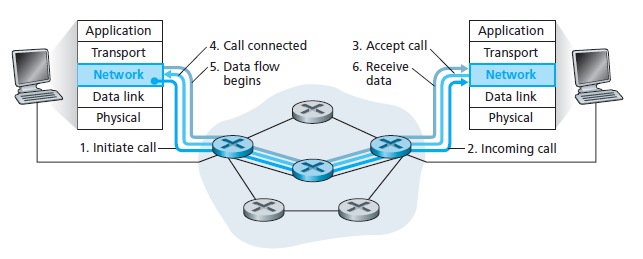 Application
Transport
Network
Data link
Physical
4. Call connected
5. Data flow
begins
1. Initiate call
3. Accept call
6. Receive
data
2. Incoming call
Application
Transport
Network
Data link
Physical